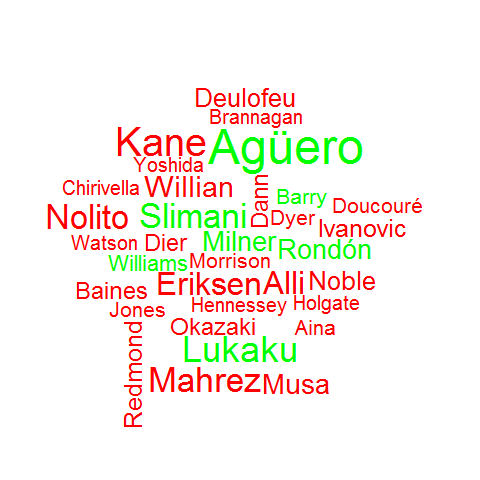 Deulofeu
Brannagan
Kane Agüero
Yoshida
Chirivella Willian Dann Barry Doucouré
Nolito Slimani Dyer Ivanovic
Watson Dier Milner Rondón
Williams Morrison
Baines Eriksen Alli Noble
Jones Hennessey Holgate
Redmond Okazaki Aina
Lukaku
Mahrez Musa